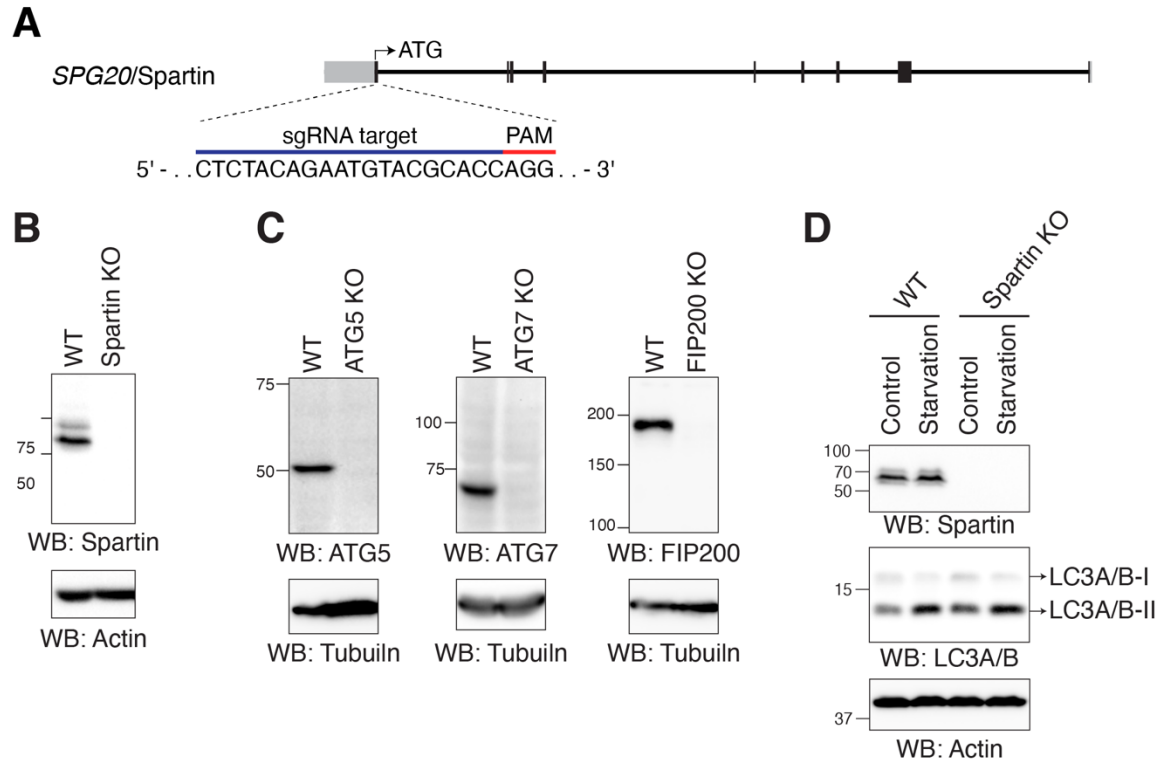 A
SPG20/Spartin
ATG
sgRNA target PAM
5' - . . CTCTACAGAATGTACGCACCAGG . . - 3'
B
WT
Spartin KO
75
50
WB: Spartin
WB: Actin
C
WT
ATG5 KO
75
50
WB: ATG5
WB: Tubuiln
WT
ATG7 KO
100
75
WB: ATG7
WB: Tubuiln
WT
FIP200 KO
200
150
100
WB: FIP200
WB: Tubuiln
D
WT
Spartin KO
Control
Starvation
Control
Starvation
100
70
50
WB: Spartin
15
LC3A/B-I
LC3A/B-II
WB: LC3A/B
37
WB: Actin